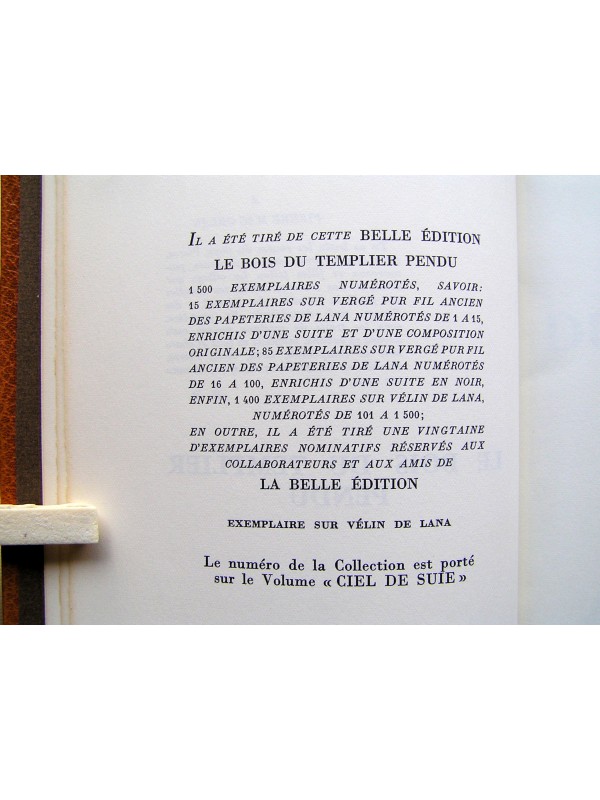 IL A ÉTÉ TIRÉ DE CETTE BELLE ÉDITION
LE BOIS DU TEMPLIER PENDU
1 500 EXEMPLAIRES NUMÉROTÉS, SAVOIR:
15 EXEMPLAIRES SUR VERGÉ PUR FIL ANCIEN
DES PAPETERIES DE LANA NUMÉROTÉS DE 1 A 15,
ENRICHIS D'UNE SUITE ET D'UNE COMPOSITION
ORIGINALE; 85 EXEMPLAIRES SUR VERGÉ PUR FIL
ANCIEN DES PAPETERIES DE LANA NUMÉROTÉS
DE 16 A 100, ENRICHIS D'UNE SUITE EN NOIR,
ENFIN, 1 400 EXEMPLAIRES SUR VÉLIN DE LANA,
NUMÉROTÉS DE 101 A 1 500;
EN OUTRE, IL A ÉTÉ TIRÉ UNE VINGTAINE
D'EXEMPLAIRES NOMINATIFS RÉSERVÉS AUX
COLLABORATEURS ET AUX AMIS DE
LA BELLE ÉDITION
EXEMPLAIRE SUR VÉLIN DE LANA
Le numéro de la Collection est porté
sur le Volume « CIEL DE SUIE »